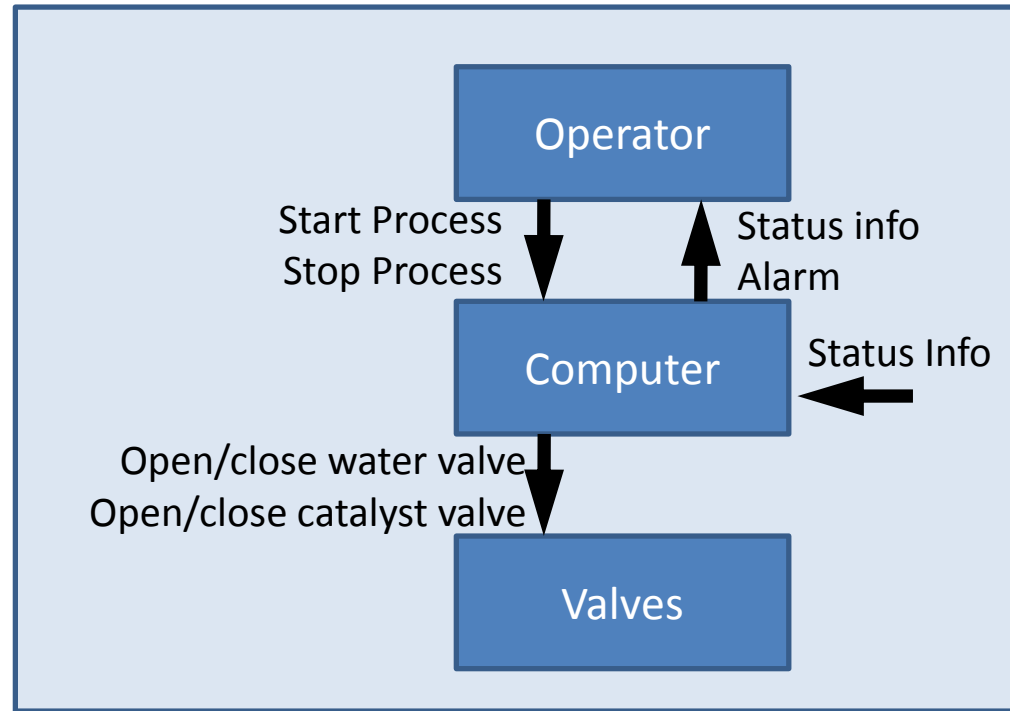 Operator
Start Process
Stop Process
Status info
Alarm
Computer
Status Info
Open/close water valve
Open/close catalyst valve
Valves